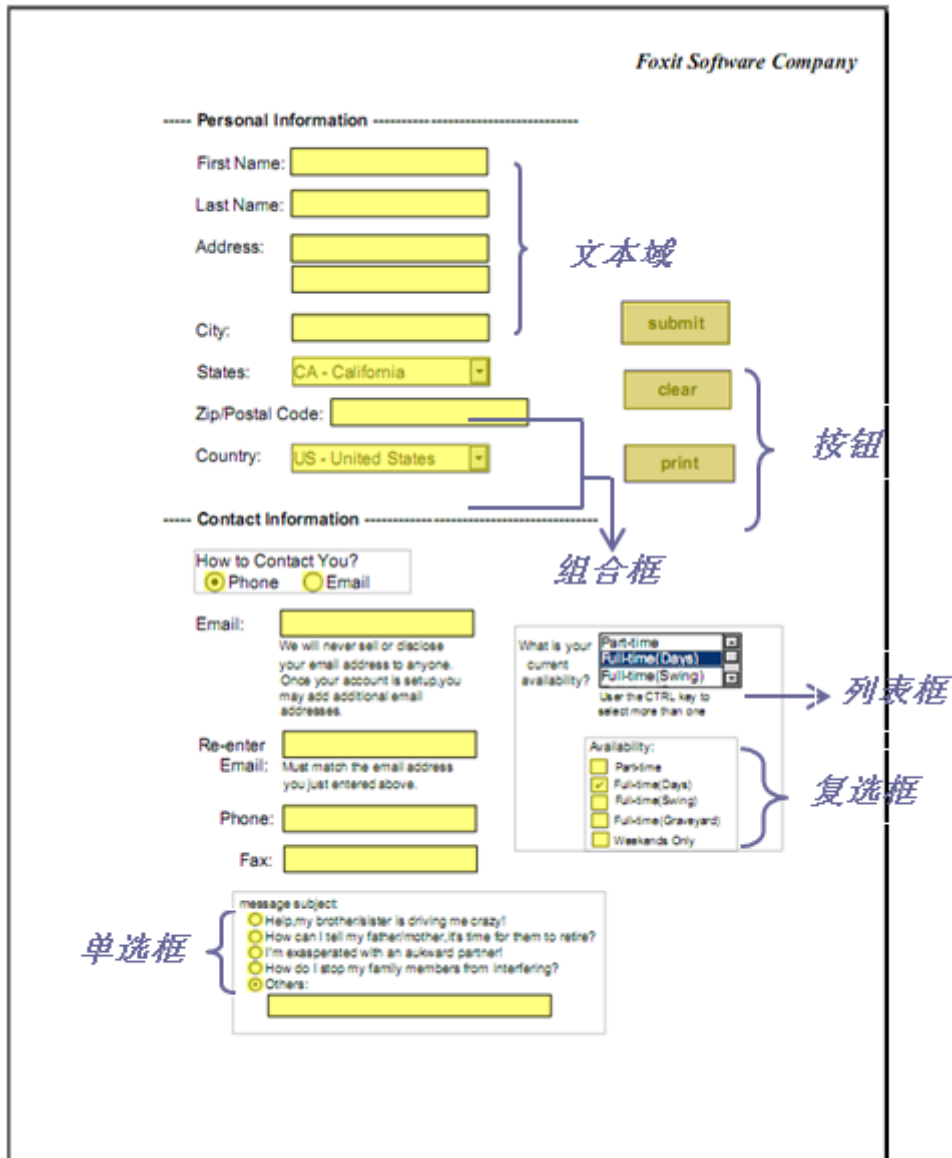 Foxit Software Company
----- Personal Information -----------------------------------
First Name:
Last Name:
Address:
文本域
City:
submit
States: CA - California
clear
Zip/Postal Code:
按钮
Country: US - United States
print
----- Contact Information ----------------------------------------
组合框
How to Contact You?
Phone Email
Email:
We will never sell or disclose
your email address to anyone.
Once your account is setup,you
may add additional email
addresses.
What is your
current
availability?
Part-time
Full-time(Days)
Full-time(Swing)
User the CTRL key to
select more than one
列表框
Re-enter
Email:
Must match the email address
you just entered above.
Availability:
Part-time
Full-time(Days)
Full-time(Swing)
Full-time(Graveyard)
Weekends Only
复选框
Phone:
Fax:
message subject:
Help,my brother/sister is driving me crazy!
How can I tell my father/mother,it's time for them to retire?
I'm exasperated with an aukward partner!
How do I stop my family members from interfering?
Others:
单选框